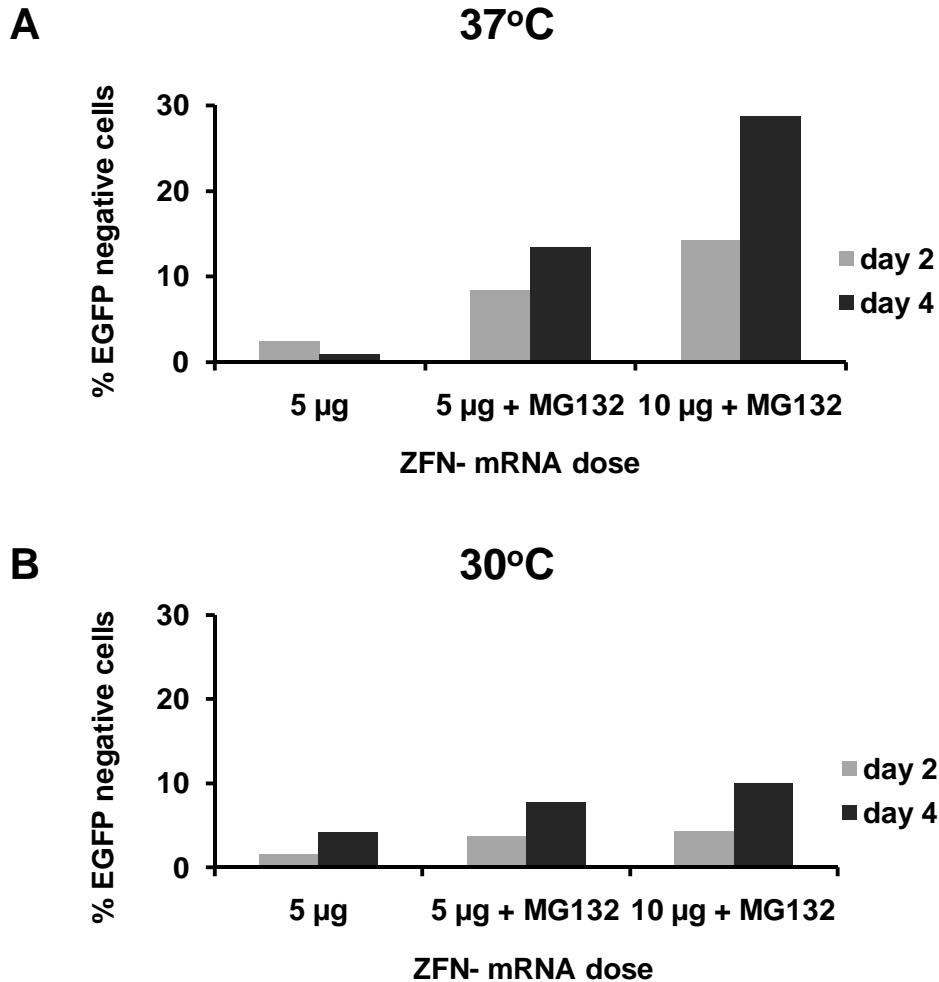 A
37°C
% EGFP negative cells
30
20
10
0
5 µg
5 µg + MG132
10 µg + MG132
ZFN- mRNA dose
day 2
day 4
B
30°C
% EGFP negative cells
30
20
10
0
5 µg
5 µg + MG132
10 µg + MG132
ZFN- mRNA dose
day 2
day 4